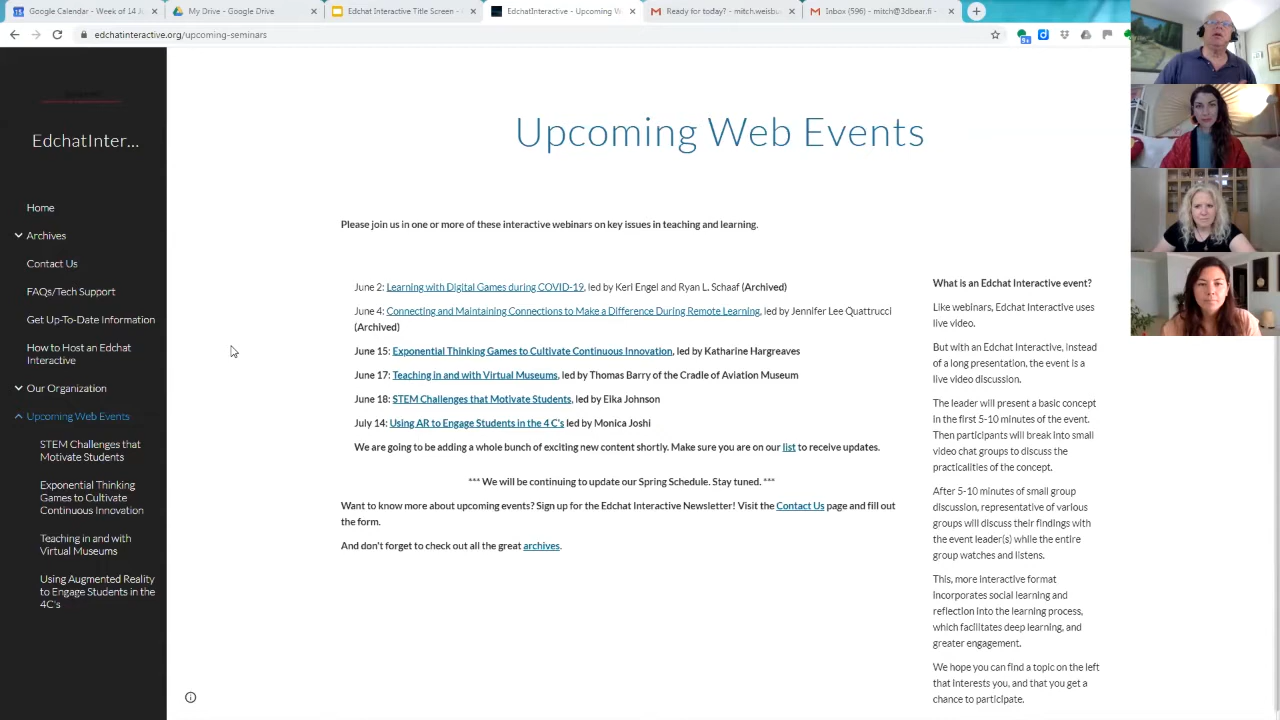 Google Calendar - Week of 14 Ju
My Drive - Google Drive
Edchat Interactive Title Screen -
EdchatInteractive - Upcoming W
Ready for today? - mitch.weisbu
Inbox (596) - mitch@3dbear.fi -
edchatinteractive.org/upcoming-seminars
EdchatInter...
Home
Archives
Contact Us
FAQs/Tech Support
Get Up-To-Date Information
How to Host an Edchat
Interactive
Our Organization
Upcoming Web Events
STEM Challenges that
Motivate Students
Exponential Thinking
Games to Cultivate
Continuous Innovation
Teaching in and with
Virtual Museums
Using Augmented Reality
to Engage Students in the
4C's
Upcoming Web Events
Please join us in one or more of these interactive webinars on key issues in teaching and learning.
June 2: Learning with Digital Games during COVID-19, led by Keri Engel and Ryan L. Schaaf (Archived)
June 4: Connecting and Maintaining Connections to Make a Difference During Remote Learning, led by Jennifer Lee Quattrucci
(Archived)
June 15: Exponential Thinking Games to Cultivate Continuous Innovation, led by Katharine Hargreaves
June 17: Teaching in and with Virtual Museums, led by Thomas Barry of the Cradle of Aviation Museum
June 18: STEM Challenges that Motivate Students, led by Eika Johnson
July 14: Using AR to Engage Students in the 4 C's led by Monica Joshi
We are going to be adding a whole bunch of exciting new content shortly. Make sure you are on our list to receive updates.
*** We will be continuing to update our Spring Schedule. Stay tuned. ***
Want to know more about upcoming events? Sign up for the Edchat Interactive Newsletter! Visit the Contact Us page and fill out
the form.
And don't forget to check out all the great archives.
What is an Edchat Interactive event?
Like webinars, Edchat Interactive uses
live video.
But with an Edchat Interactive, instead
of a long presentation, the event is a
live video discussion.
The leader will present a basic concept
in the first 5-10 minutes of the event.
Then participants will break into small
video chat groups to discuss the
practicalities of the concept.
After 5-10 minutes of small group
discussion, representative of various
groups will discuss their findings with
the event leader(s) while the entire
group watches and listens.
This, more interactive format
incorporates social learning and
reflection into the learning process,
which facilitates deep learning, and
greater engagement.
We hope you can find a topic on the left
that interests you, and that you get a
chance to participate.